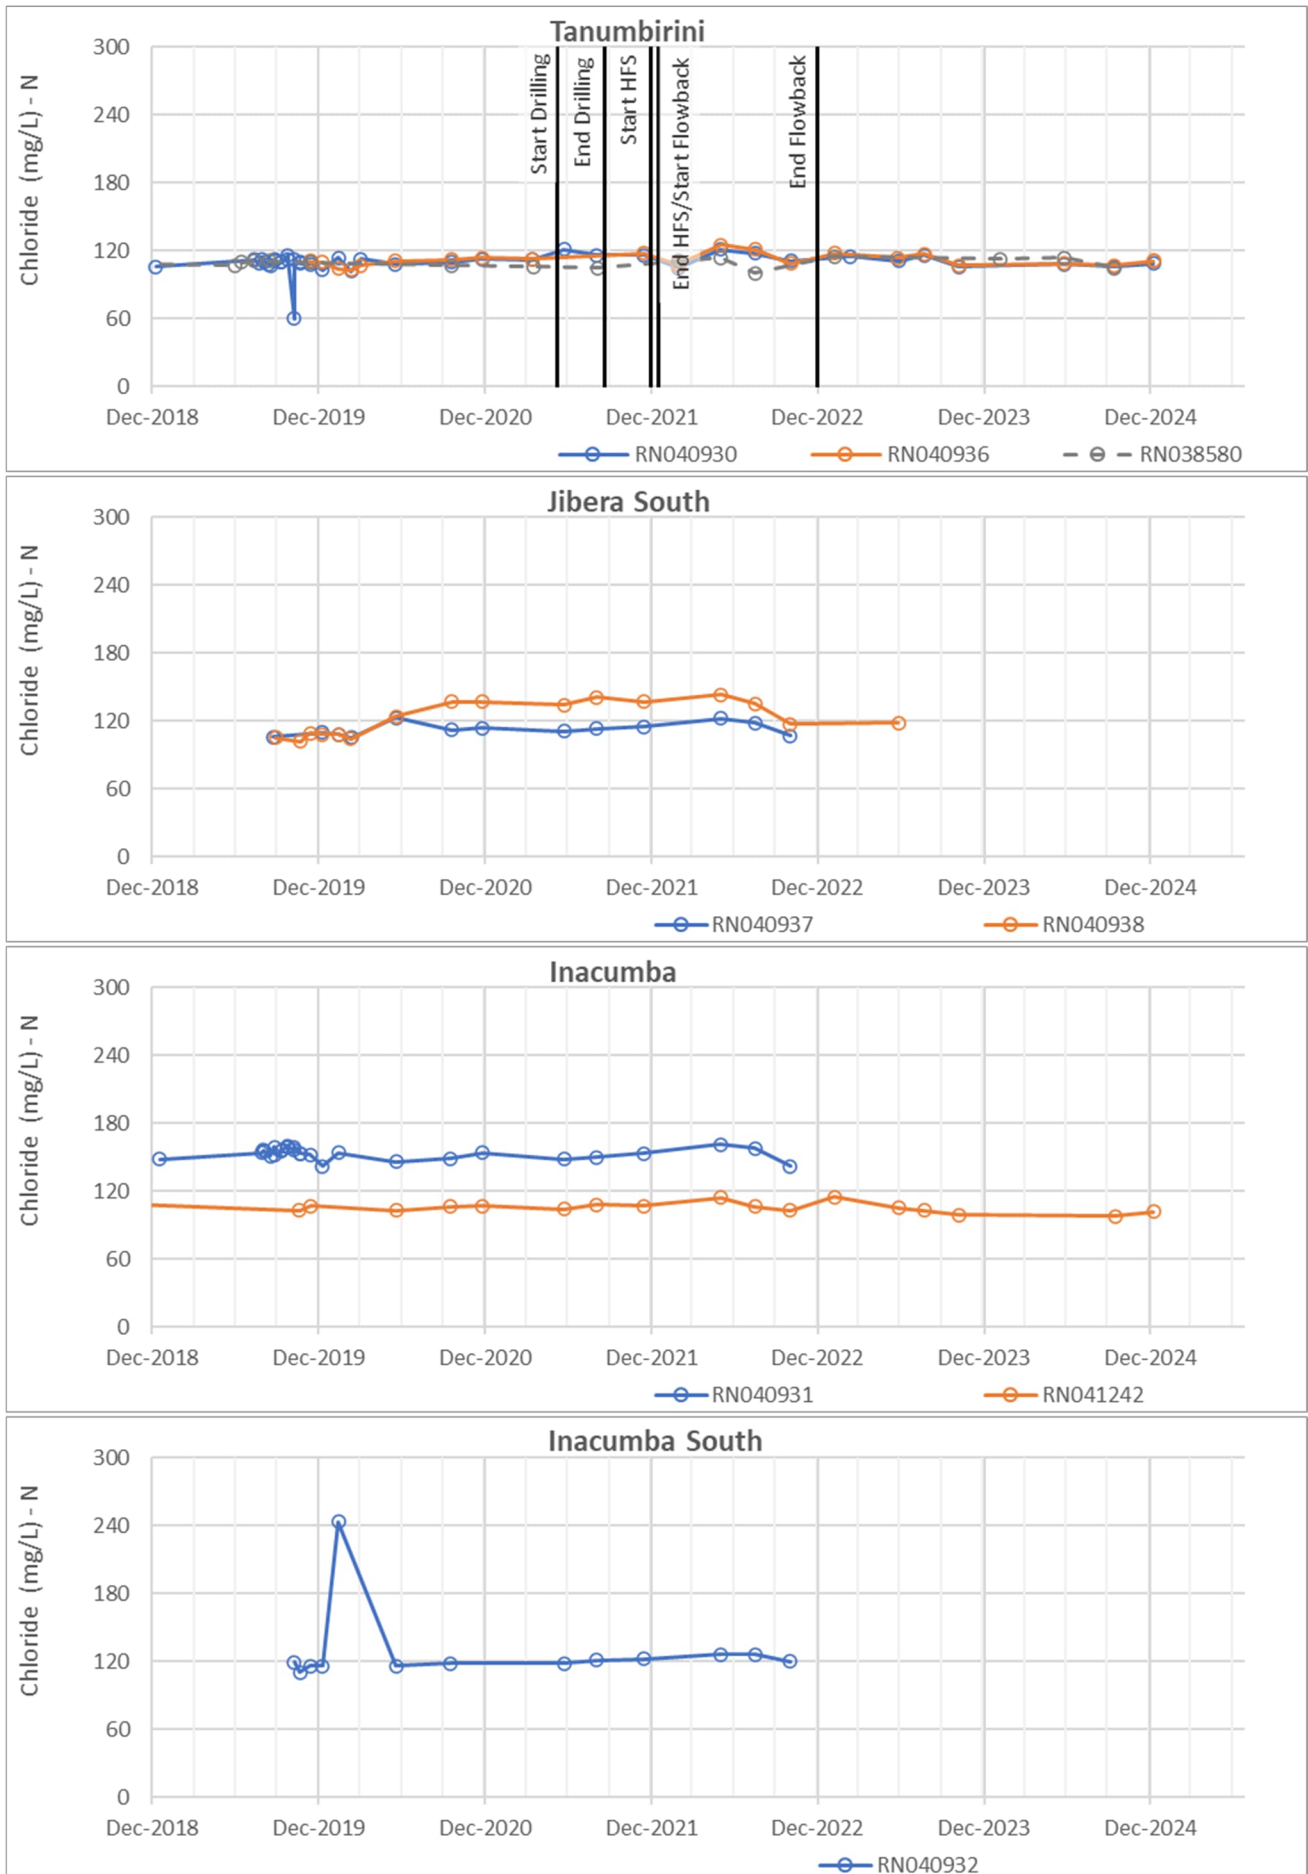 Tanumbirini
Chloride (mg/L) - N
300
240
180
120
60
0
Start Drilling
End Drilling
Start HFS
End HFS/Start Flowback
End Flowback
Dec-2018 Dec-2019 Dec-2020 Dec-2021 Dec-2022 Dec-2023 Dec-2024
RN040930 RN040936 RN038580
Jibera South
Chloride (mg/L) - N
300
240
180
120
60
0
Dec-2018 Dec-2019 Dec-2020 Dec-2021 Dec-2022 Dec-2023 Dec-2024
RN040937 RN040938
Inacumba
Chloride (mg/L) - N
300
240
180
120
60
0
Dec-2018 Dec-2019 Dec-2020 Dec-2021 Dec-2022 Dec-2023 Dec-2024
RN040931 RN041242
Inacumba South
Chloride (mg/L) - N
300
240
180
120
60
0
Dec-2018 Dec-2019 Dec-2020 Dec-2021 Dec-2022 Dec-2023 Dec-2024
RN040932